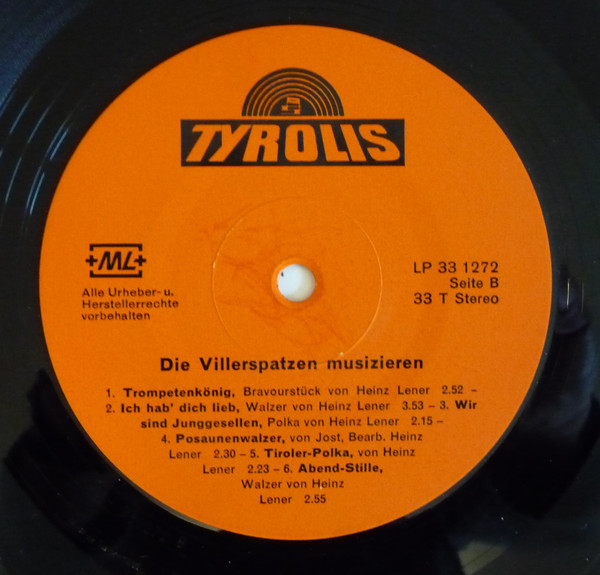 TYROLIS
+ML+
Alle Urheber- u.
Herstellerrechte
vorbehalten
LP 33 1272
Seite B
33 T Stereo
Die Villerspatzen musizieren
1. Trompetenkönig, Bravourstück von Heinz Lener 2.52 –
2. Ich hab' dich lieb, Walzer von Heinz Lener 3.53 – 3. Wir
sind Junggesellen, Polka von Heinz Lener 2.15 –
4. Posaunenwalzer, von Jost, Bearb. Heinz
Lener 2.30 – 5. Tiroler-Polka, von Heinz
Lener 2.23 – 6. Abend-Stille,
Walzer von Heinz
Lener 2.55